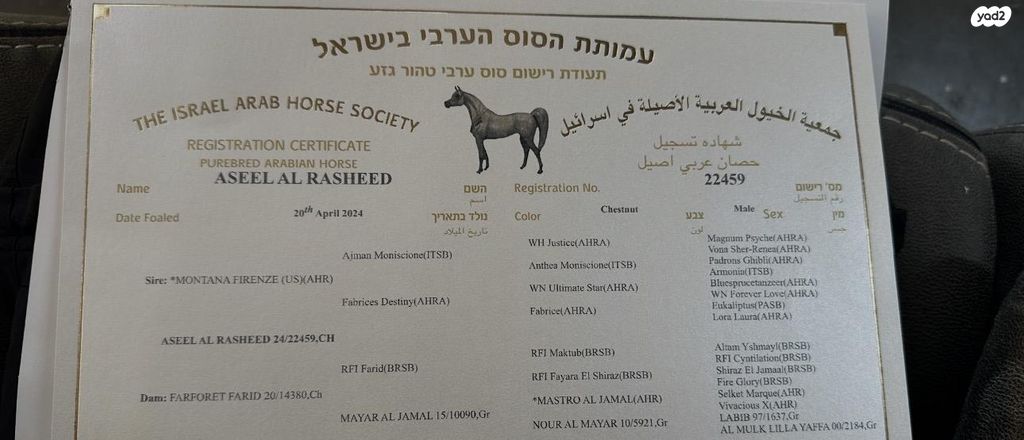 yad2
עמותת הסוס הערבי בישראל
תעודת רישום סוס ערבי טהור גזע
THE ISRAEL ARAB HORSE SOCIETY
جمعية الخيول العربية الأصيلة في اسرائيل
REGISTRATION CERTIFICATE
شهاده تسجيل
PUREBRED ARABIAN HORSE
حصان عربي اصيل
Name ASEEL AL RASHEED השם
اسم
Registration No. 22459 מס' רישום
رقم التسجيل
Date Foaled 20th April 2024 נולד בתאריך
تاريخ الميلاد
Color Chestnut צבע
لون
Male Sex מין
جنس
Magnum Psyche(AHRA)
WH Justice(AHRA)
Vona Sher-Renea(AHRA)
Ajman Moniscione(ITSB)
Padrons Ghibli(AHRA)
Anthea Moniscione(ITSB)
Armonia(ITSB)
Sire: *MONTANA FIRENZE (US)(AHR)
Bluesprucetanzeer(AHRA)
WN Ultimate Star(AHRA)
WN Forever Love(AHRA)
Fabrices Destiny(AHRA)
Eukaliptus(PASB)
Fabrice(AHRA)
Lora Laura(AHRA)
ASEEL AL RASHEED 24/22459,CH
Altam Yshmayl(BRSB)
RFI Maktub(BRSB)
RFI Cyntilation(BRSB)
RFI Farid(BRSB)
Shiraz El Jamaal(BRSB)
RFI Fayara El Shiraz(BRSB)
Fire Glory(BRSB)
Dam: FARFORET FARID 20/14380,Ch
Selket Marque(AHR)
*MASTRO AL JAMAL(AHR)
Vivacious X(AHR)
MAYAR AL JAMAL 15/10090,Gr
LABIB 97/1637,Gr
NOUR AL MAYAR 10/5921,Gr
AL MULK LILLA YAFFA 00/2184,Gr